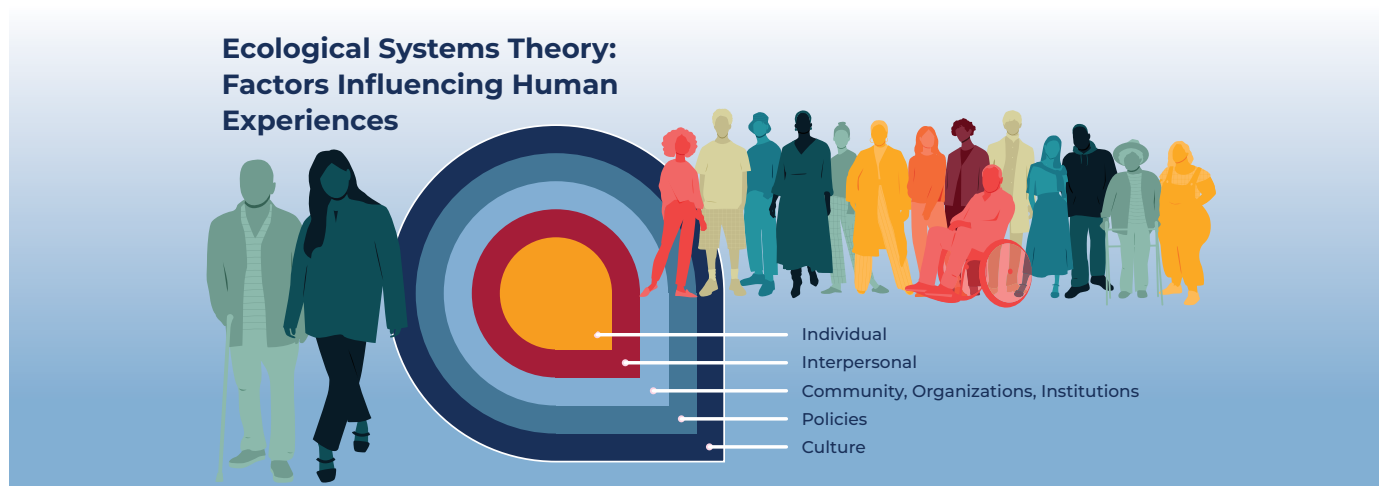 Ecological Systems Theory:
Factors Influencing Human
Experiences
Individual
Interpersonal
Community, Organizations, Institutions
Policies
Culture